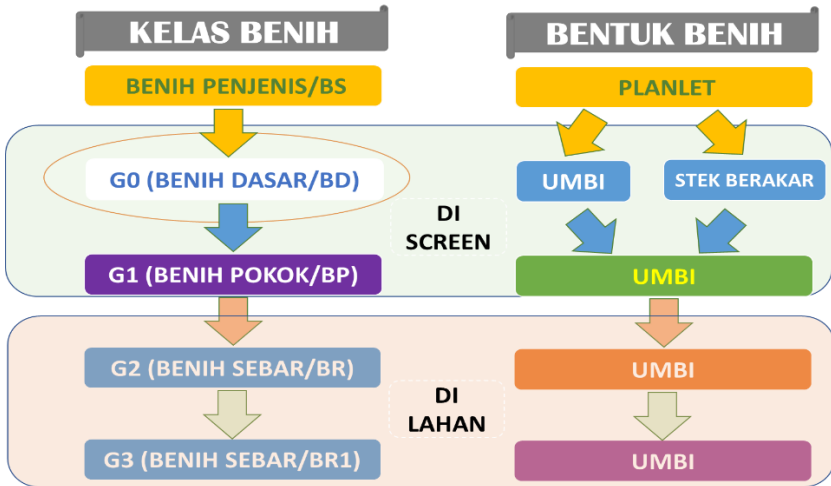 KELAS BENIH
BENTUK BENIH
BENIH PENJENIS/BS
PLANLET
G0 (BENIH DASAR/BD)
UMBI
STEK BERAKAR
DI
SCREEN
G1 (BENIH POKOK/BP)
UMBI
G2 (BENIH SEBAR/BR)
UMBI
DI
LAHAN
G3 (BENIH SEBAR/BR1)
UMBI